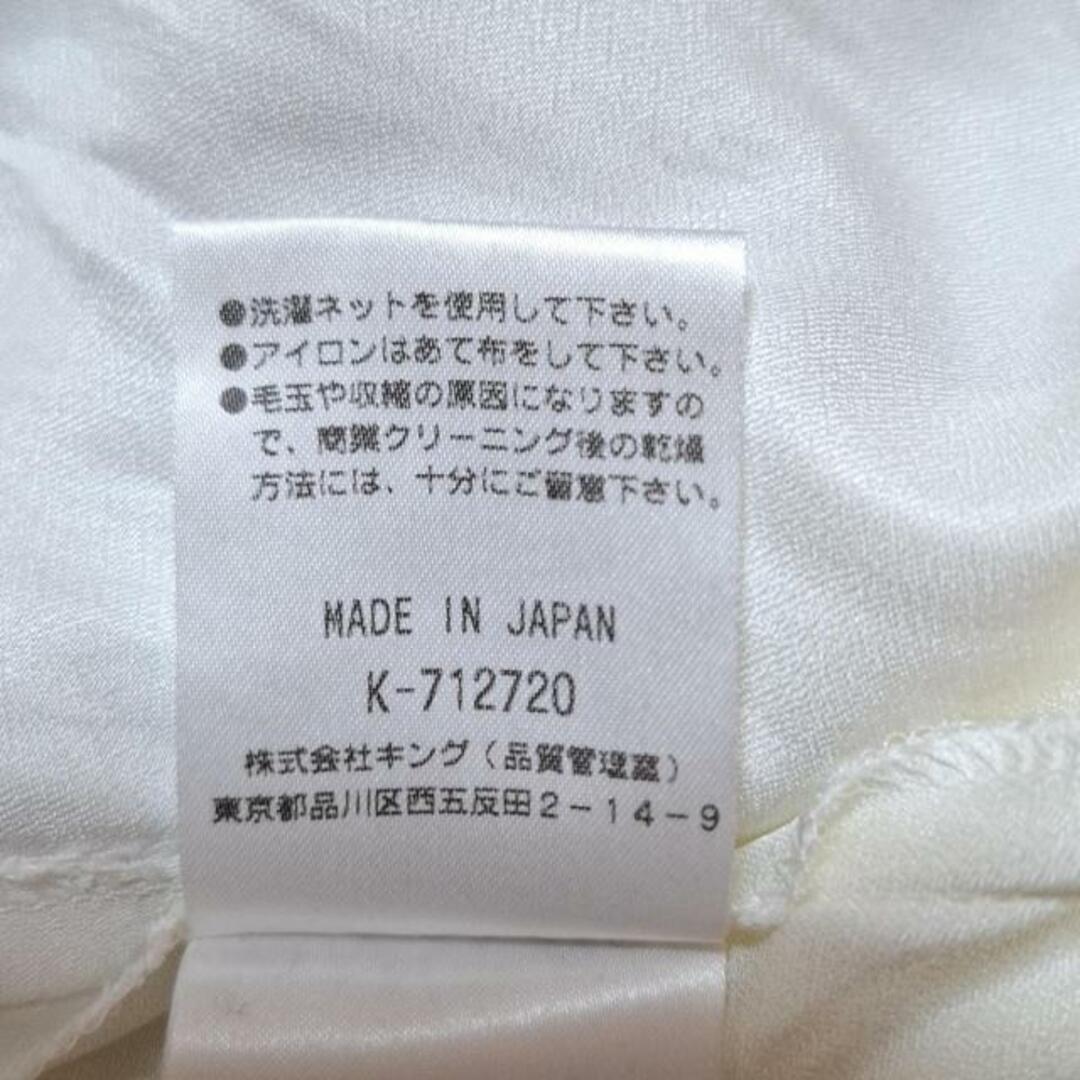 ●洗濯ネットを使用して下さい。
●アイロンはあて布をして下さい。
●毛玉や収縮の原因になりますの
で、商業クリーニング後の乾燥
方法には、十分にご留意下さい。
MADE IN JAPAN
K-712720
株式会社キング(品質管理室)
東京都品川区西五反田2-14-9